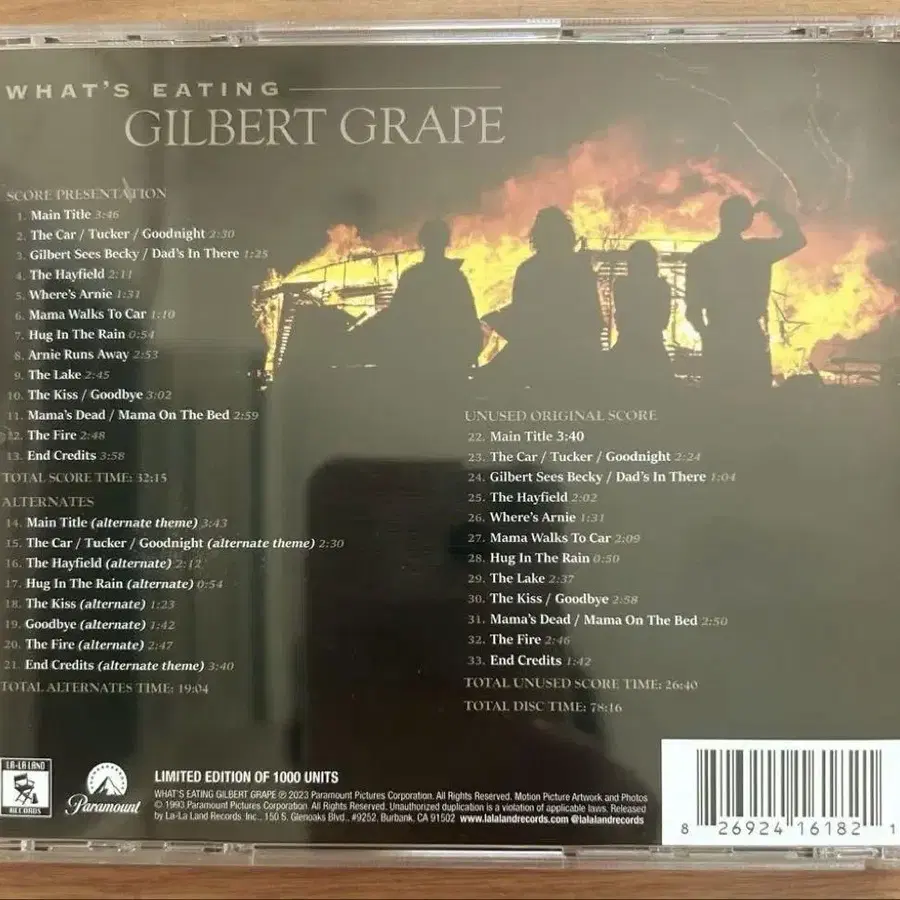 WHAT'S EATING
GILBERT GRAPE
SCORE PRESENTATION
1. Main Title 3:46
2. The Car / Tucker / Goodnight 2:30
3. Gilbert Sees Becky / Dad's In There 1:25
4. The Hayfield 2:11
5. Where's Arnie 1:31
6. Mama Walks To Car 1:10
7. Hug In The Rain 0:54
8. Arnie Runs Away 2:53
9. The Lake 2:45
10. The Kiss / Goodbye 3:02
11. Mama's Dead / Mama On The Bed 2:59
12. The Fire 2:48
13. End Credits 3:58
TOTAL SCORE TIME: 32:15
ALTERNATES
14. Main Title (alternate theme) 3:43
15. The Car / Tucker / Goodnight (alternate theme) 2:30
16. The Hayfield (alternate) 2:12
17. Hug In The Rain (alternate) 0:54
18. The Kiss (alternate) 1:23
19. Goodbye (alternate) 1:42
20. The Fire (alternate) 2:47
21. End Credits (alternate theme) 3:40
TOTAL ALTERNATES TIME: 19:04
UNUSED ORIGINAL SCORE
22. Main Title 3:40
23. The Car / Tucker / Goodnight 2:24
24. Gilbert Sees Becky / Dad's In There 1:04
25. The Hayfield 2:02
26. Where's Arnie 1:31
27. Mama Walks To Car 2:09
28. Hug In The Rain 0:50
29. The Lake 2:37
30. The Kiss / Goodbye 2:58
31. Mama's Dead / Mama On The Bed 2:50
32. The Fire 2:46
33. End Credits 1:42
TOTAL UNUSED SCORE TIME: 26:40
TOTAL DISC TIME: 78:16
LA-LA LAND
RECORDS
Paramount
LIMITED EDITION OF 1000 UNITS
WHAT'S EATING GILBERT GRAPE ℗ 2023 Paramount Pictures Corporation. All Rights Reserved. Motion Picture Artwork and Photos
© 1993 Paramount Pictures Corporation. All Rights Reserved. Unauthorized duplication is a violation of applicable laws. Released
by La-La Land Records. Inc., 150 S. Glenoaks Blvd., #9252, Burbank, CA 91502 www.lalalandrecords.com @lalalandrecords
8 26924 16182 1